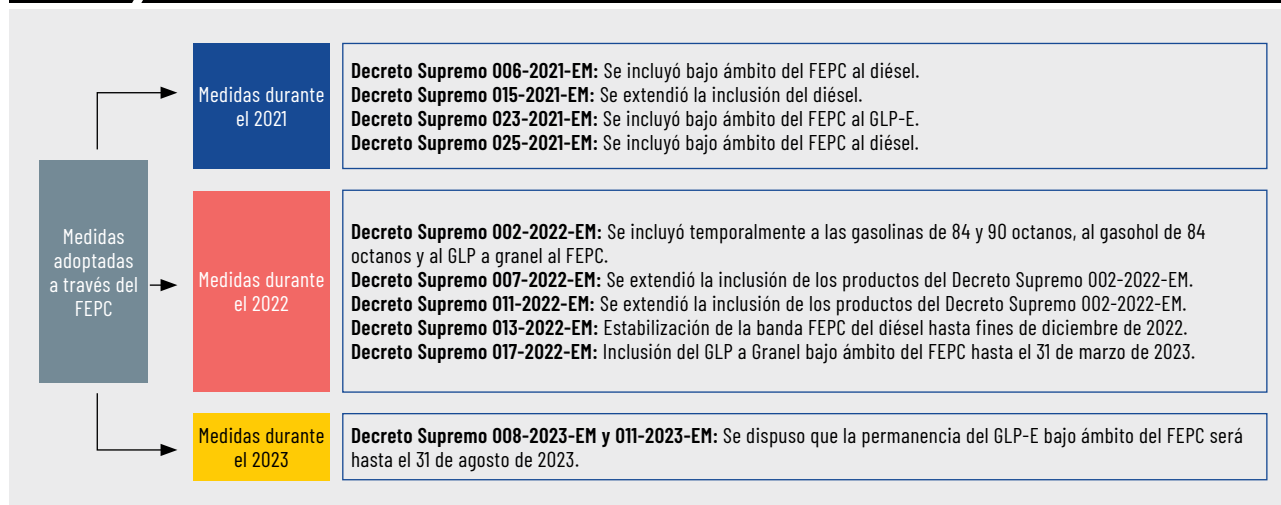 Medidas
adoptadas
a través del
FEPC
Medidas durante
el 2021
Decreto Supremo 006-2021-EM: Se incluyó bajo ámbito del FEPC al diésel.
Decreto Supremo 015-2021-EM: Se extendió la inclusión del diésel.
Decreto Supremo 023-2021-EM: Se incluyó bajo ámbito del FEPC al GLP-E.
Decreto Supremo 025-2021-EM: Se incluyó bajo ámbito del FEPC al diésel.
Medidas durante
el 2022
Decreto Supremo 002-2022-EM: Se incluyó temporalmente a las gasolinas de 84 y 90 octanos, al gasohol de 84
octanos y al GLP a granel al FEPC.
Decreto Supremo 007-2022-EM: Se extendió la inclusión de los productos del Decreto Supremo 002-2022-EM.
Decreto Supremo 011-2022-EM: Se extendió la inclusión de los productos del Decreto Supremo 002-2022-EM.
Decreto Supremo 013-2022-EM: Estabilización de la banda FEPC del diésel hasta fines de diciembre de 2022.
Decreto Supremo 017-2022-EM: Inclusión del GLP a Granel bajo ámbito del FEPC hasta el 31 de marzo de 2023.
Medidas durante
el 2023
Decreto Supremo 008-2023-EM y 011-2023-EM: Se dispuso que la permanencia del GLP-E bajo ámbito del FEPC será
hasta el 31 de agosto de 2023.